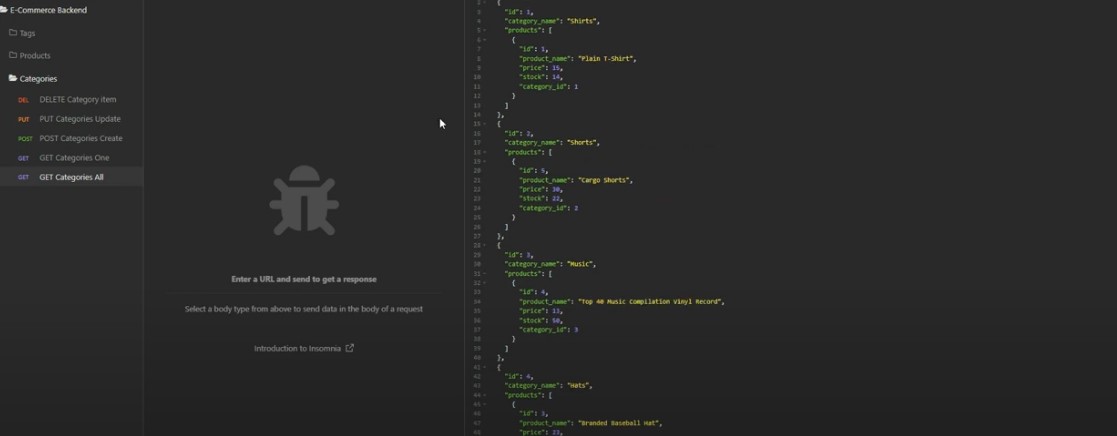 E-Commerce Backend
Tags
Products
Categories
DEL DELETE Category item
PUT PUT Categories Update
POST POST Categories Create
GET GET Categories One
GET GET Categories All
Enter a URL and send to get a response
Select a body type from above to send data in the body of a request
Introduction to Insomnia
2 {
3 "id": 1,
4 "category_name": "Shirts",
5 "products": [
6 {
7 "id": 1,
8 "product_name": "Plain T-Shirt",
9 "price": 15,
10 "stock": 14,
11 "category_id": 1
12 }
13 ]
14 },
15 {
16 "id": 2,
17 "category_name": "Shorts",
18 "products": [
19 {
20 "id": 5,
21 "product_name": "Cargo Shorts",
22 "price": 30,
23 "stock": 22,
24 "category_id": 2
25 }
26 ]
27 },
28 {
29 "id": 3,
30 "category_name": "Music",
31 "products": [
32 {
33 "id": 4,
34 "product_name": "Top 40 Music Compilation Vinyl Record",
35 "price": 13,
36 "stock": 50,
37 "category_id": 3
38 }
39 ]
40 },
41 {
42 "id": 4,
43 "category_name": "Hats",
44 "products": [
45 {
46 "id": 3,
47 "product_name": "Branded Baseball Hat",
48 "price": 23,